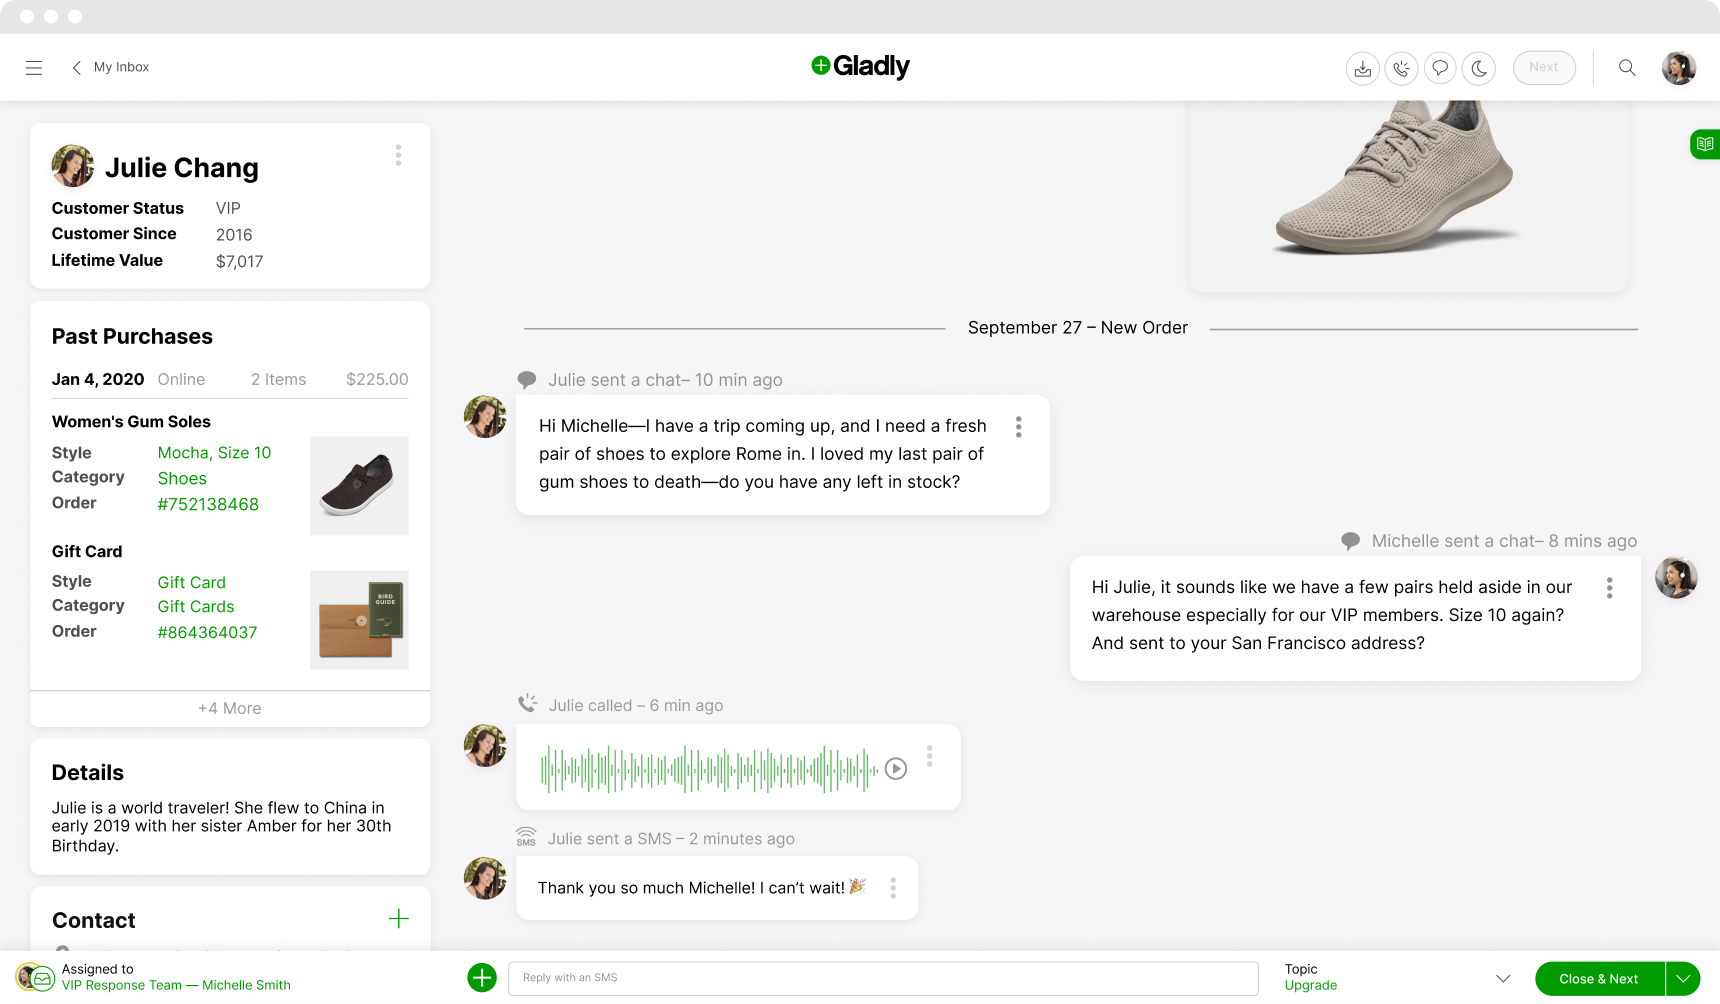 My Inbox
Gladly
Next
Julie Chang
Customer Status VIP
Customer Since 2016
Lifetime Value $7,017
Past Purchases
Jan 4, 2020 Online 2 Items $225.00
Women's Gum Soles
Style Mocha, Size 10
Category Shoes
Order #752138468
Gift Card
Style Gift Card
Category Gift Cards
Order #864364037
BIRD
GUIDE
+4 More
Details
Julie is a world traveler! She flew to China in
early 2019 with her sister Amber for her 30th
Birthday.
Contact
September 27 – New Order
Julie sent a chat– 10 min ago
Hi Michelle—I have a trip coming up, and I need a fresh
pair of shoes to explore Rome in. I loved my last pair of
gum shoes to death—do you have any left in stock?
Michelle sent a chat– 8 mins ago
Hi Julie, it sounds like we have a few pairs held aside in our
warehouse especially for our VIP members. Size 10 again?
And sent to your San Francisco address?
Julie called – 6 min ago
SMS Julie sent a SMS – 2 minutes ago
Thank you so much Michelle! I can’t wait! 🎉
Assigned to
VIP Response Team — Michelle Smith
Reply with an SMS
Topic
Upgrade
Close & Next